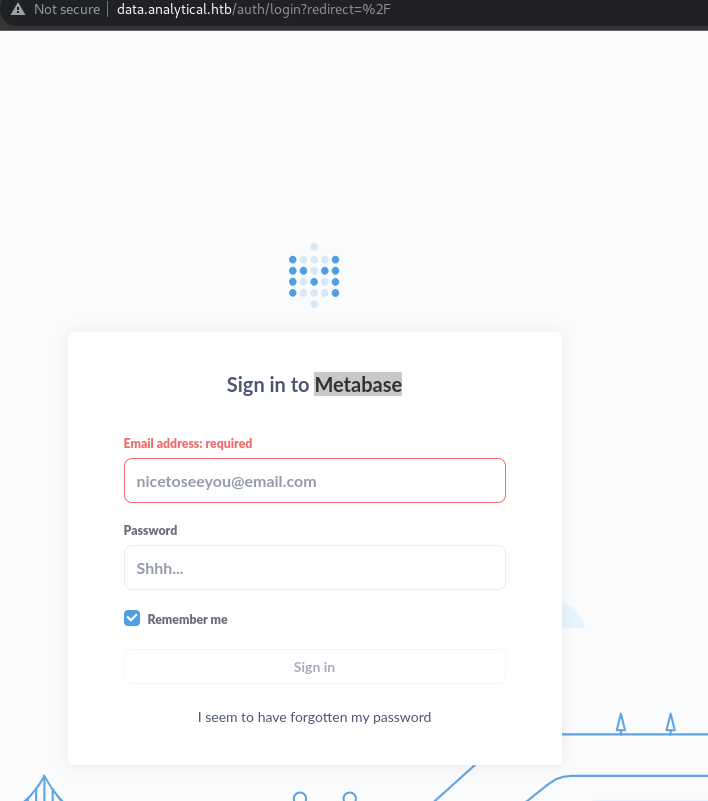 Not secure data.analytical.htb/auth/login?redirect=%2F
Sign in to Metabase
Email address: required
nicetoseeyou@email.com
Password
Shhh...
Remember me
Sign in
I seem to have forgotten my password